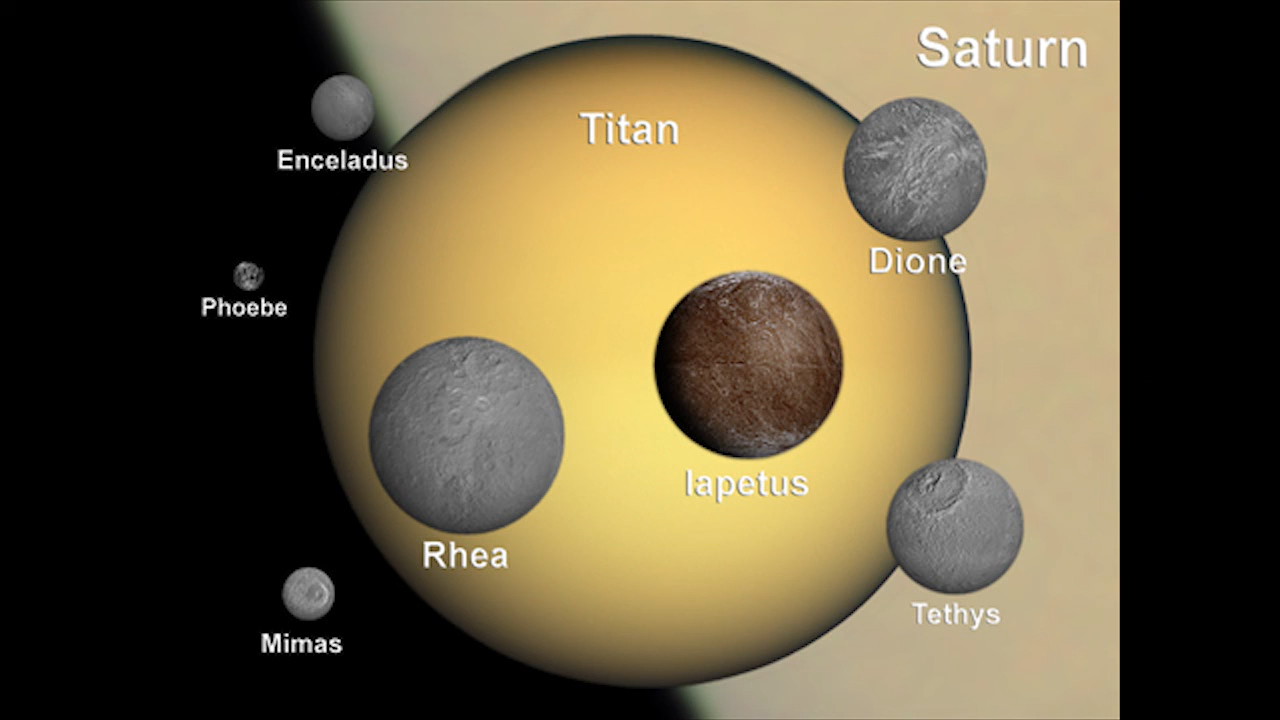 Saturn
Titan
Enceladus
Dione
Phoebe
Iapetus
Rhea
Tethys
Mimas